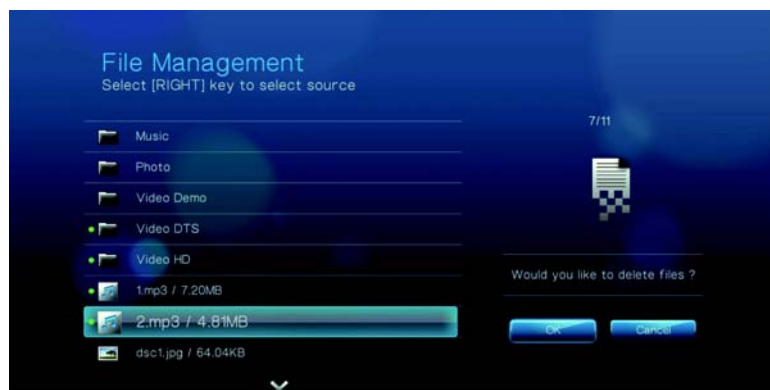 File Management
Select [RIGHT] key to select source
7/11
Music
Photo
Video Demo
Video DTS
Video HD
1.mp3 / 7.20MB
2.mp3 / 4.81MB
dsc1.jpg / 64.04KB
Would you like to delete files ?
OK
Cancel